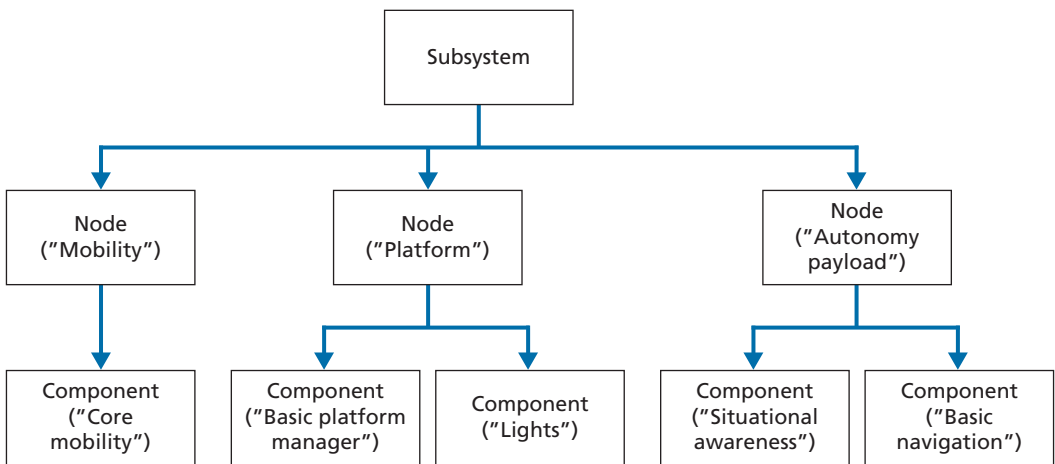 Subsystem
Node
("Mobility")
Node
("Platform")
Node
("Autonomy
payload")
Component
("Core
mobility")
Component
("Basic platform
manager")
Component
("Lights")
Component
("Situational
awareness")
Component
("Basic
navigation")